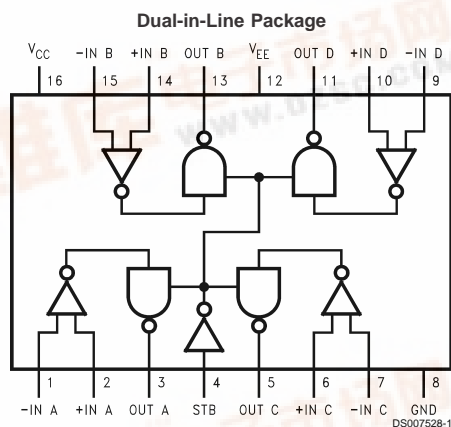 Dual-in-Line Package
VCC -IN B +IN B OUT B VEE OUT D +IN D -IN D
16 15 14 13 12 11 10 9
1 2 3 4 5 6 7 8
-IN A +IN A OUT A STB OUT C +IN C -IN C GND
DS007528-1